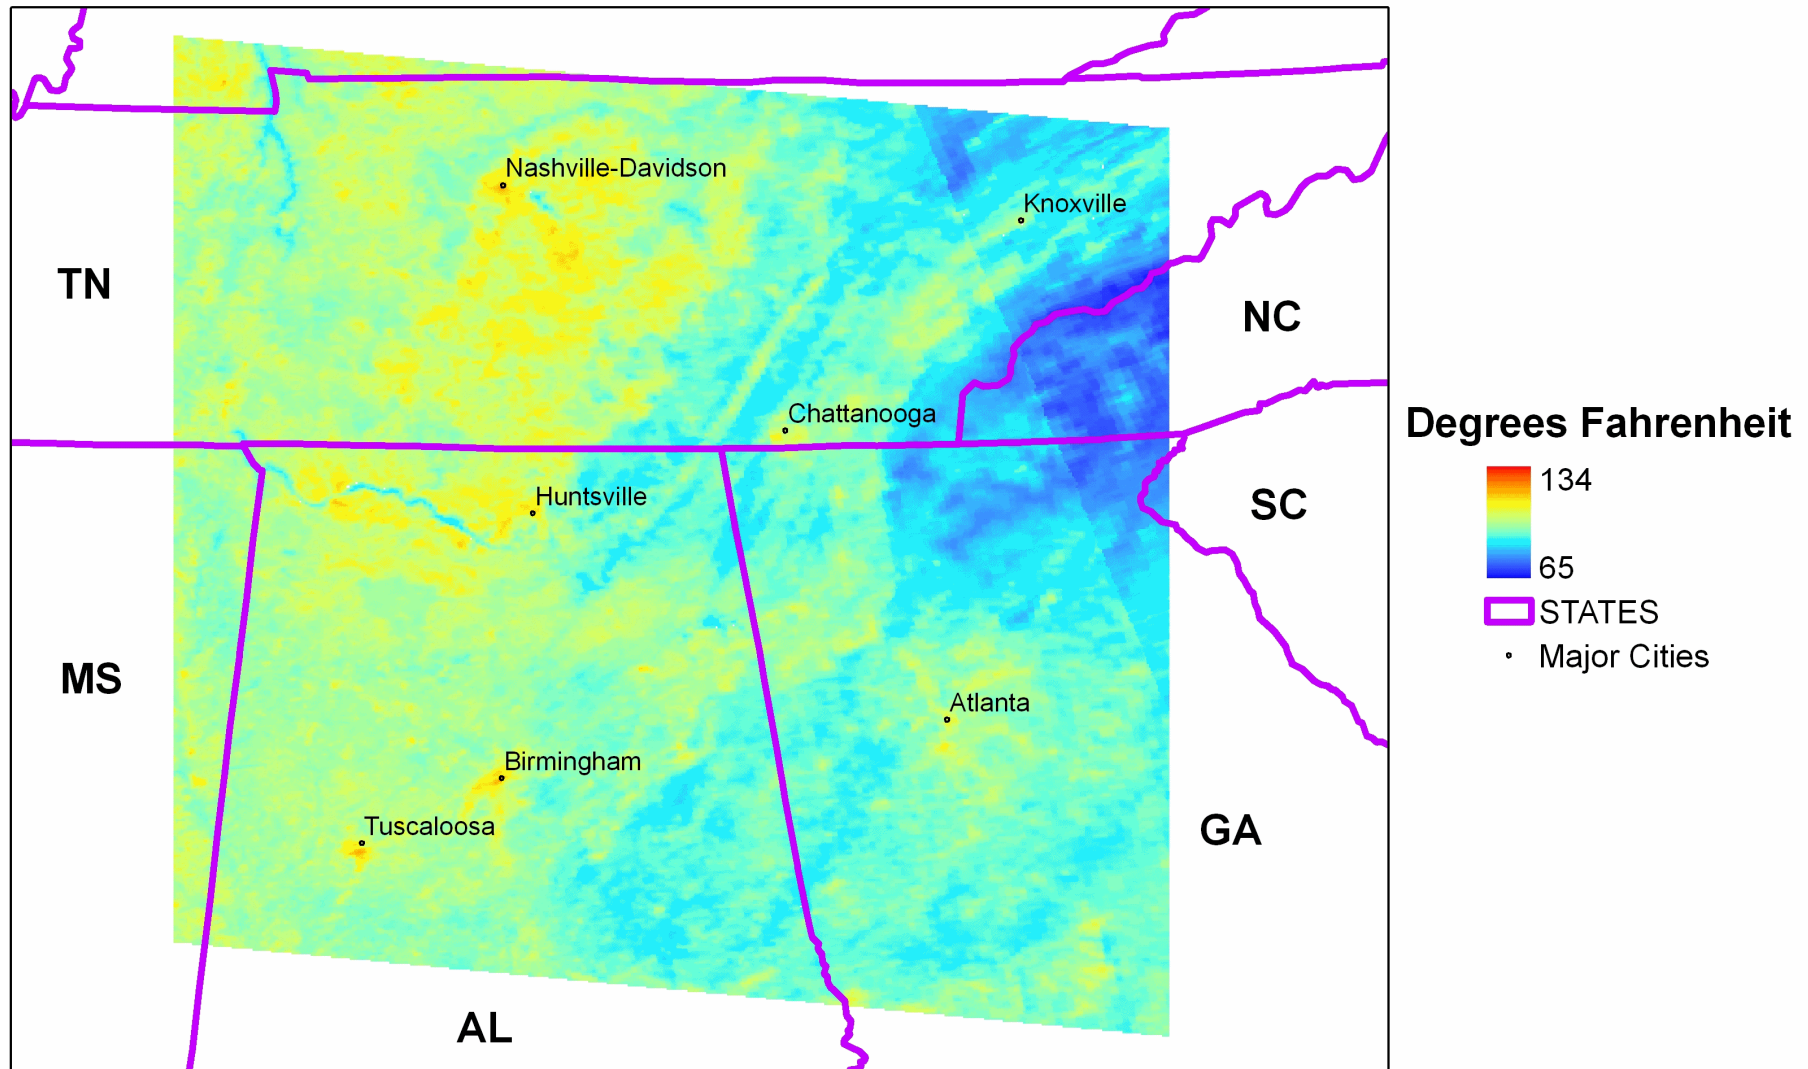 Nashville-Davidson
Knoxville
TN
NC
Chattanooga
Degrees Fahrenheit
134
Huntsville
SC
65
STATES
MS
Major Cities
Atlanta
Birmingham
Tuscaloosa
GA
AL